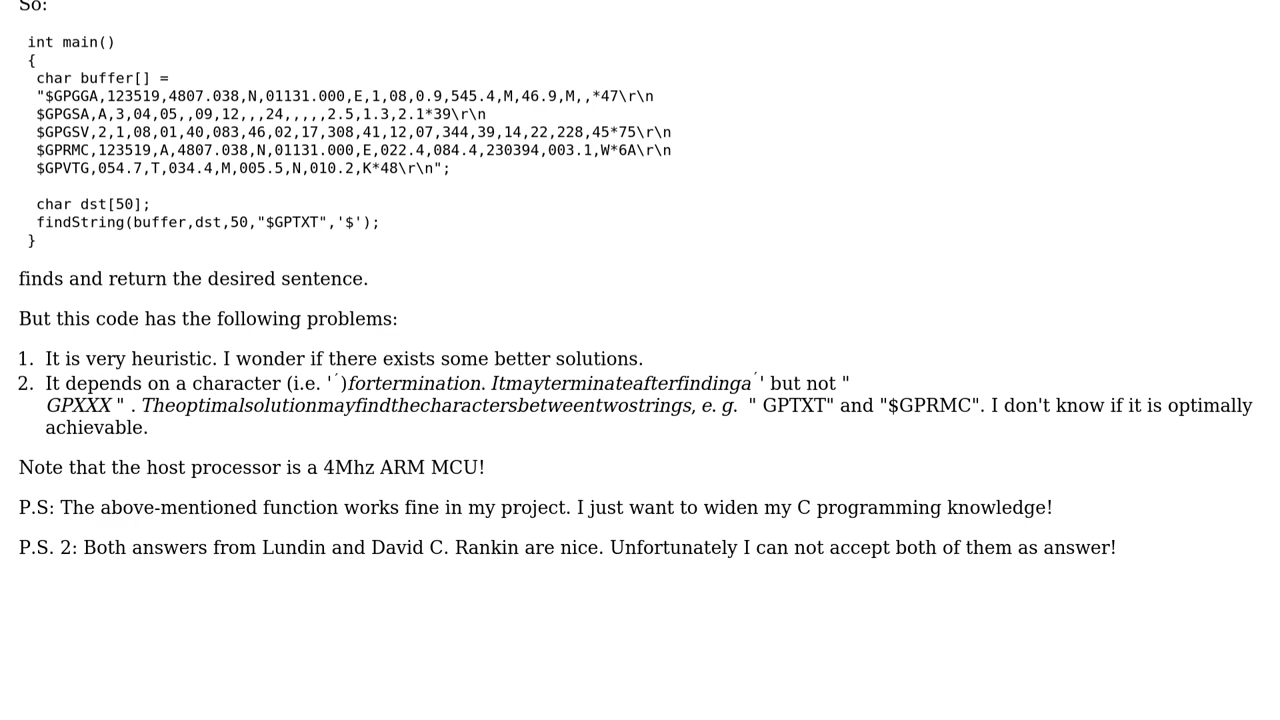 So:
int main()
{
char buffer[] =
"$GPGGA,123519,4807.038,N,01131.000,E,1,08,0.9,545.4,M,46.9,M,,*47\r\n
$GPGSA,A,3,04,05,,09,12,,,24,,,,,2.5,1.3,2.1*39\r\n
$GPGSV,2,1,08,01,40,083,46,02,17,308,41,12,07,344,39,14,22,228,45*75\r\n
$GPRMC,123519,A,4807.038,N,01131.000,E,022.4,084.4,230394,003.1,W*6A\r\n
$GPVTG,054.7,T,034.4,M,005.5,N,010.2,K*48\r\n";
char dst[50];
findString(buffer,dst,50,"$GPTXT",'$');
}
finds and return the desired sentence.
But this code has the following problems:
1. It is very heuristic. I wonder if there exists some better solutions.
2. It depends on a character (i.e. '′)fortermination. Itmayterminateafterfindinga′' but not "
GPXXX " . Theoptimalsolutionmayfindthecharactersbetweentwostrings, e. g. " GPTXT" and "$GPRMC". I don't know if it is optimally
achievable.
Note that the host processor is a 4Mhz ARM MCU!
P.S: The above-mentioned function works fine in my project. I just want to widen my C programming knowledge!
P.S. 2: Both answers from Lundin and David C. Rankin are nice. Unfortunately I can not accept both of them as answer!